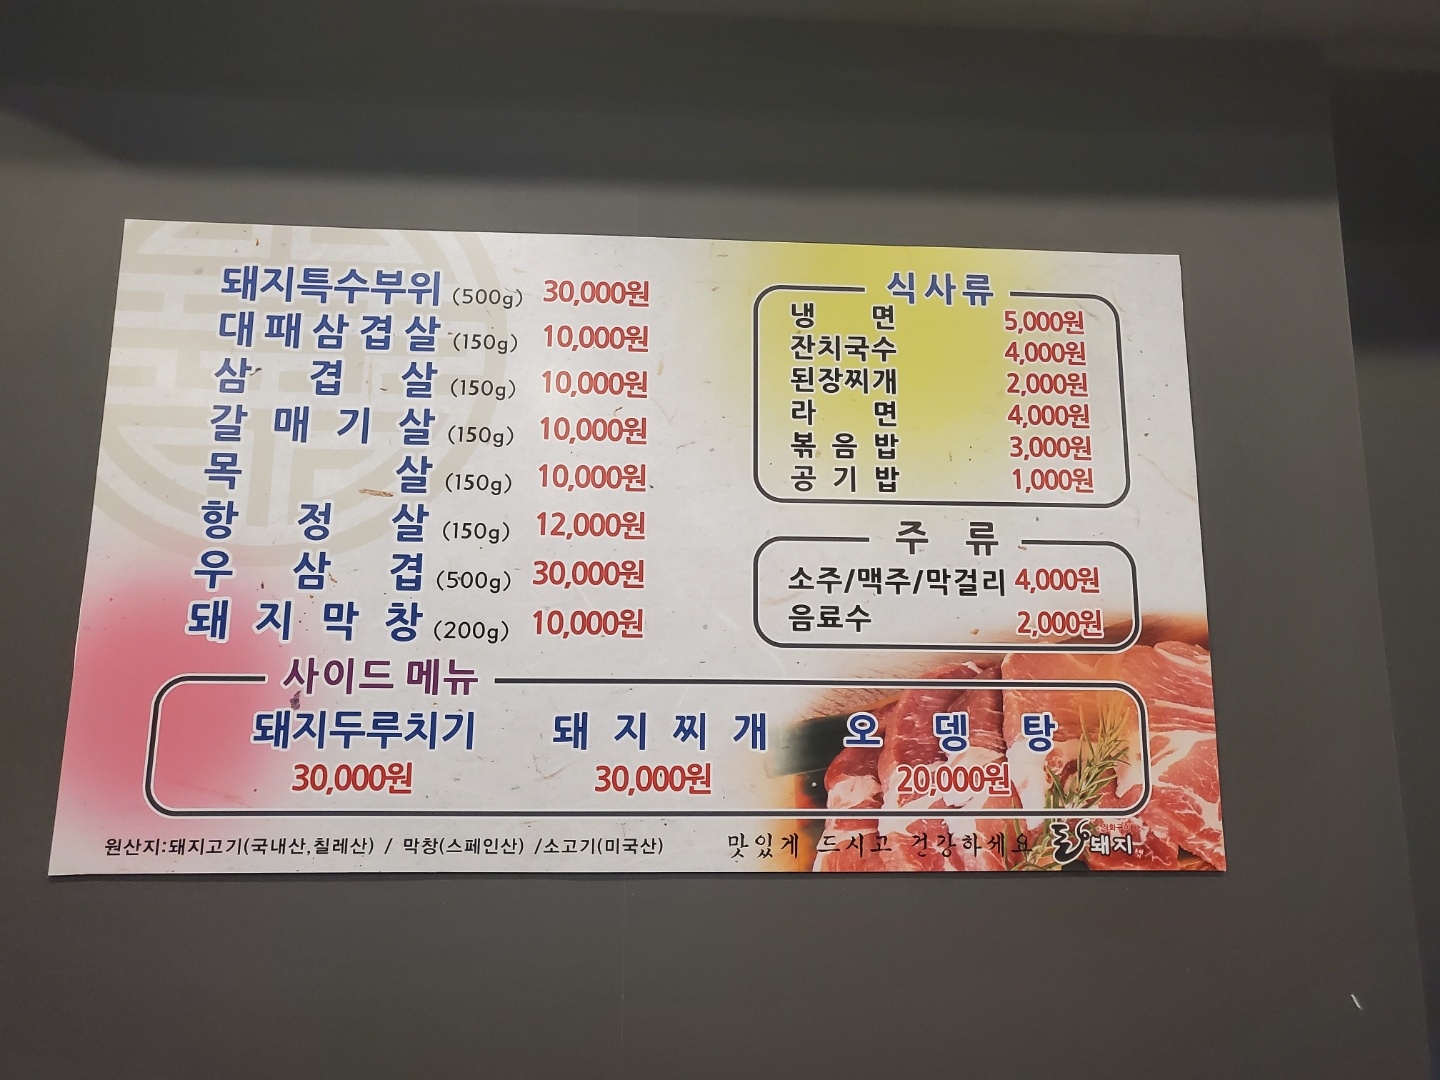 돼지특수부위 (500g) 30,000원
대패삼겹살 (150g) 10,000원
삼겹살 (150g) 10,000원
갈매기살 (150g) 10,000원
목살 (150g) 10,000원
항정살 (150g) 12,000원
우삼겹 (500g) 30,000원
돼지막창 (200g) 10,000원
식사류
냉면 5,000원
잔치국수 4,000원
된장찌개 2,000원
라면 4,000원
볶음밥 3,000원
공기밥 1,000원
주류
소주/맥주/막걸리 4,000원
음료수 2,000원
사이드 메뉴
돼지두루치기 돼지찌개 오뎅탕
30,000원 30,000원 20,000원
원산지:돼지고기(국내산,칠레산) / 막창(스페인산) /소고기(미국산)
맛있게 드시고 건강하세요
돼지